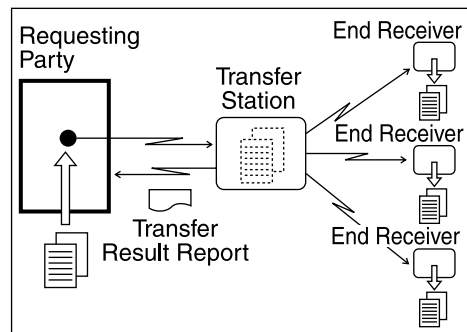 Requesting
Party
Transfer
Station
End Receiver
End Receiver
End Receiver
Transfer
Result Report